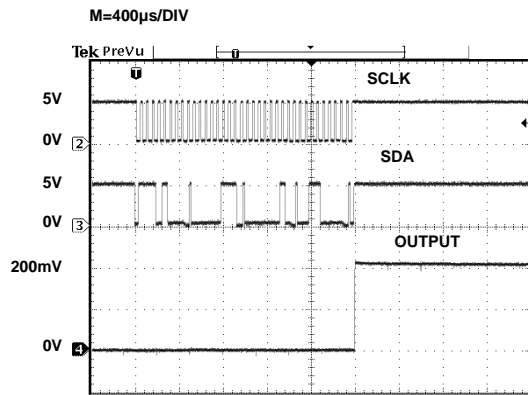 M=400µs/DIV
Tek PreVu
T
T
SCLK
5V
0V 2
SDA
5V
0V 3
OUTPUT
200mV
0V 4